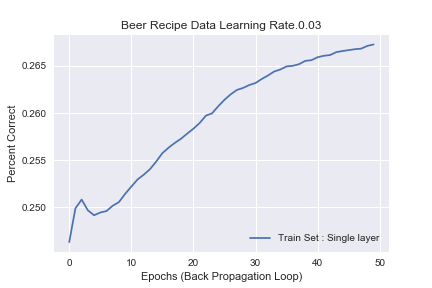 Beer Recipe Data Learning Rate.0.03
Percent Correct
0.265
0.260
0.255
0.250
Train Set : Single layer
0 10 20 30 40 50
Epochs (Back Propagation Loop)